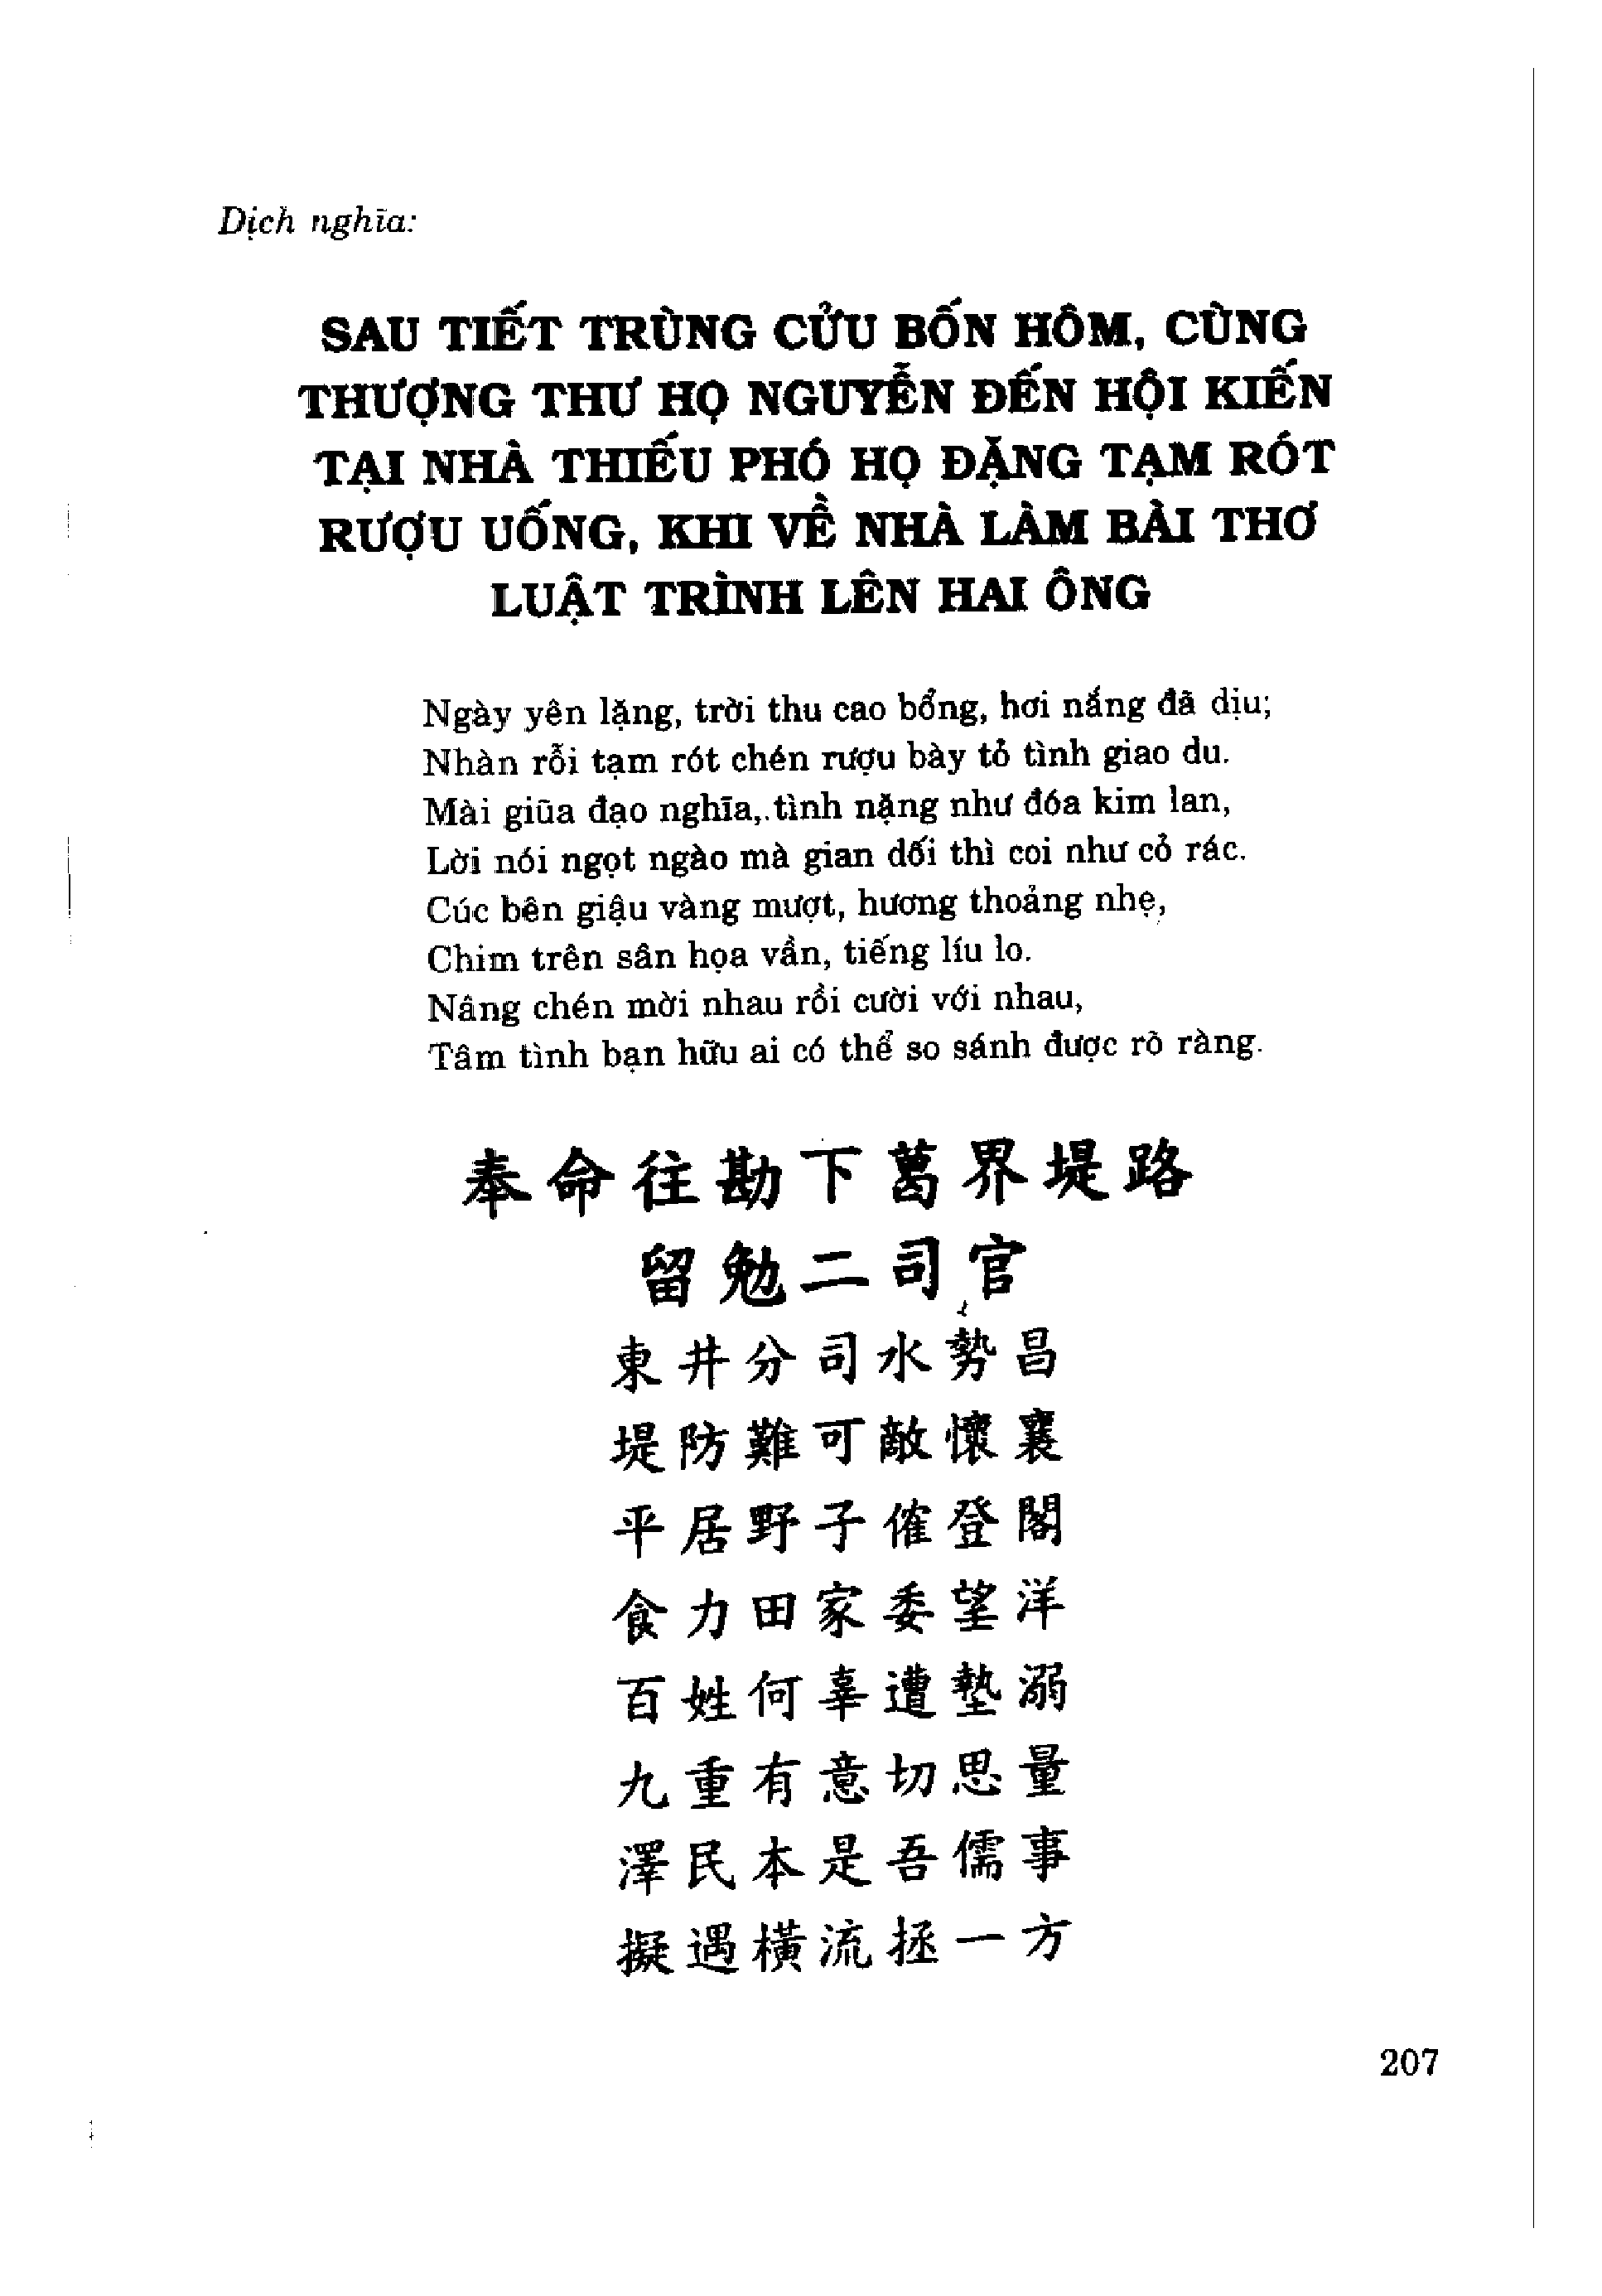 Dịch nghĩa:
SAU TIẾT TRÙNG CỬU BỐN HÔM, CÙNG
THƯỢNG THƯ HỌ NGUYỄN ĐẾN HỘI KIẾN
TẠI NHÀ THIẾU PHÓ HỌ ĐẶNG TẠM RÓT
RƯỢU UỐNG, KHI VỀ NHÀ LÀM BÀI THƠ
LUẬT TRÌNH LÊN HAI ÔNG
Ngày yên lặng, trời thu cao bổng, hơi nắng đã dịu;
Nhàn rỗi tạm rót chén rượu bày tỏ tình giao du.
Mài giũa đạo nghĩa, tình nặng như đóa kim lan,
Lời nói ngọt ngào mà gian dối thì coi như cỏ rác.
Cúc bên giậu vàng mượt, hương thoảng nhẹ,
Chim trên sân họa vần, tiếng líu lo.
Nâng chén mời nhau rồi cười với nhau,
Tâm tình bạn hữu ai có thể so sánh được rõ ràng.
奉命往勘下葛界堤路
留勉二司官
東井分司水勢昌
堤防難可敵懷襄
平居野子傕登閣
食力田家委望洋
百姓何辜遭墊溺
九重有意切思量
澤民本是吾儒事
擬遇橫流拯一方
207